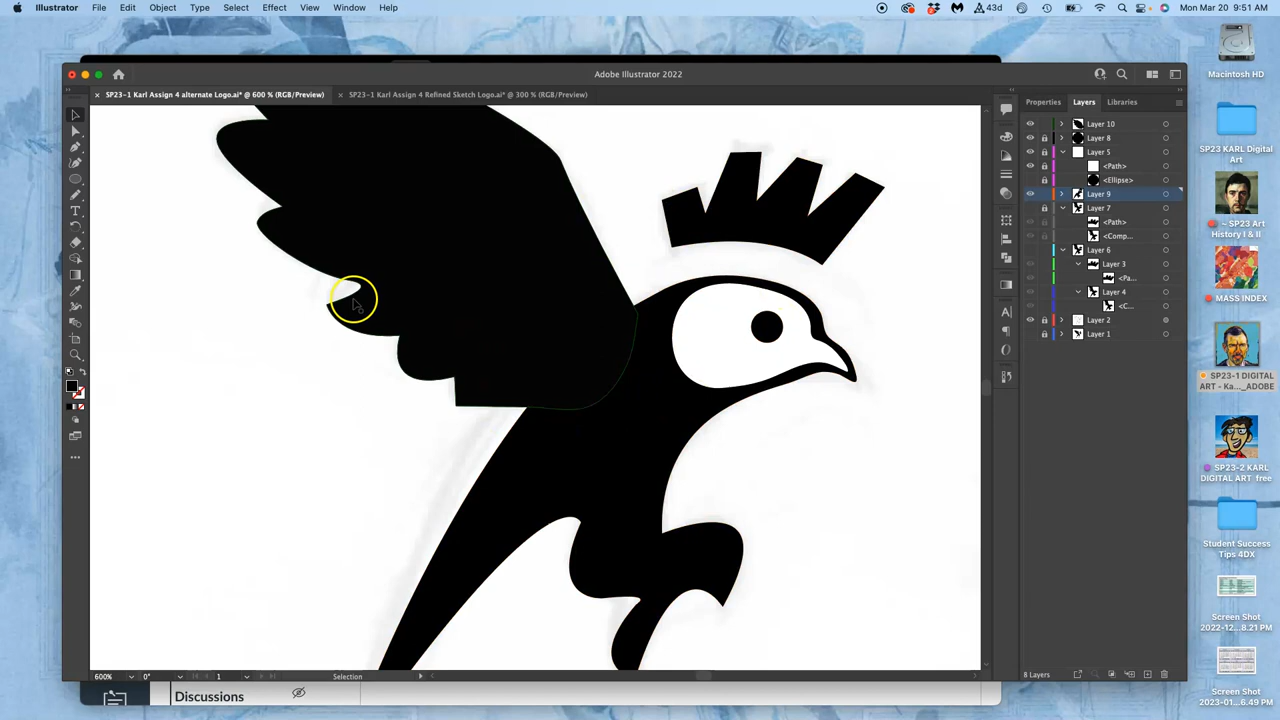 Illustrator File Edit Object Type Select Effect View Window Help
43d
Mon Mar 20 9:51 AM
Adobe Illustrator 2022
× SP23-1 Karl Assign 4 alternate Logo.ai* @ 600 % (RGB/Preview)
× SP23-1 Karl Assign 4 Refined Sketch Logo.ai* @ 300 % (RGB/Preview)
Properties Layers Libraries
Layer 10
Layer 8
Layer 5
<Path>
<Ellipse>
Layer 9
Layer 7
<Path>
<Comp...
Layer 6
Layer 3
<Pa...
Layer 4
<C...
Layer 2
Layer 1
8 Layers
600%
0°
1
Selection
Discussions
Macintosh HD
SP23 KARL Digital
Art
~ SP23 Art
History I & II
MASS INDEX
SP23-1 DIGITAL
ART - Ka..._ADOBE
SP23-2 KARL
DIGITAL ART free
Student Success
Tips 4DX
Screen Shot
2022-12...8.21 PM
Screen Shot
2023-01...6.49 PM